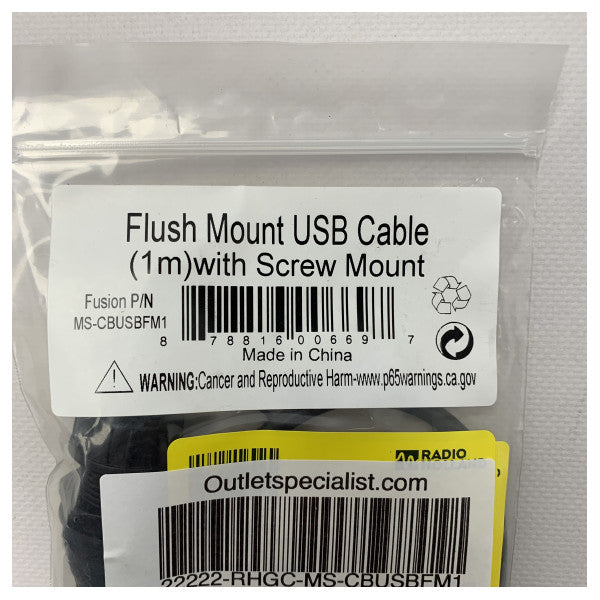 Flush Mount USB Cable
(1m)with Screw Mount
Fusion P/N
MS-CBUSBFM1
8 78816 00669 7
Made in China
WARNING:Cancer and Reproductive Harm-www.p65warnings.ca.gov
RADIO
Outletspecialist.com
22222-RHGC-MS-CBUSBFM1